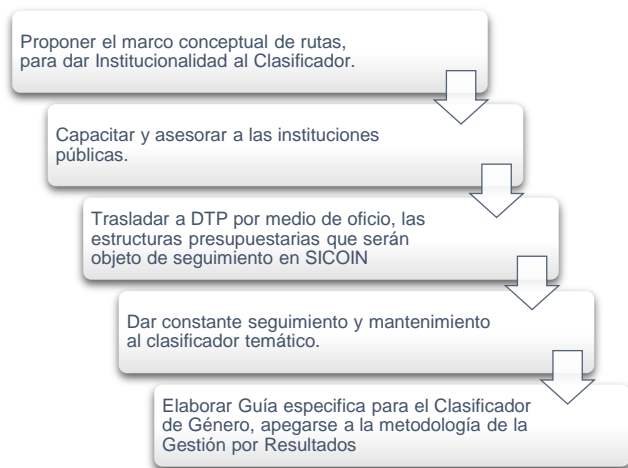 Proponer el marco conceptual de rutas,
para dar Institucionalidad al Clasificador.
Capacitar y asesorar a las instituciones
públicas.
Trasladar a DTP por medio de oficio, las
estructuras presupuestarias que serán
objeto de seguimiento en SICOIN
Dar constante seguimiento y mantenimiento
al clasificador temático.
Elaborar Guía especifica para el Clasificador
de Género, apegarse a la metodología de la
Gestión por Resultados